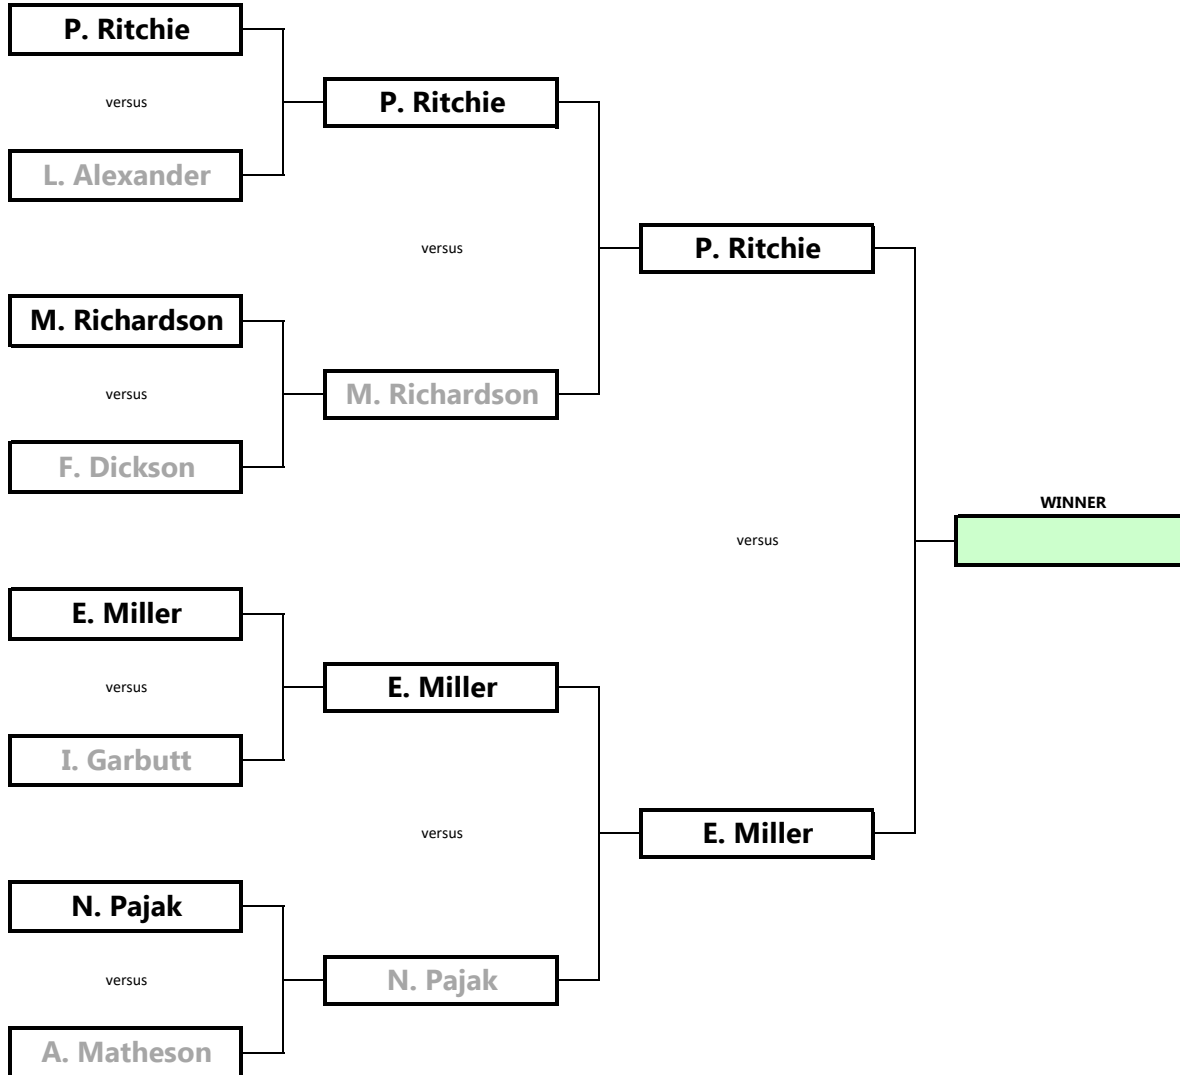 P. Ritchie
versus
P. Ritchie
L. Alexander
versus
P. Ritchie
M. Richardson
versus
M. Richardson
F. Dickson
WINNER
versus
E. Miller
versus
E. Miller
I. Garbutt
versus
E. Miller
N. Pajak
versus
N. Pajak
A. Matheson